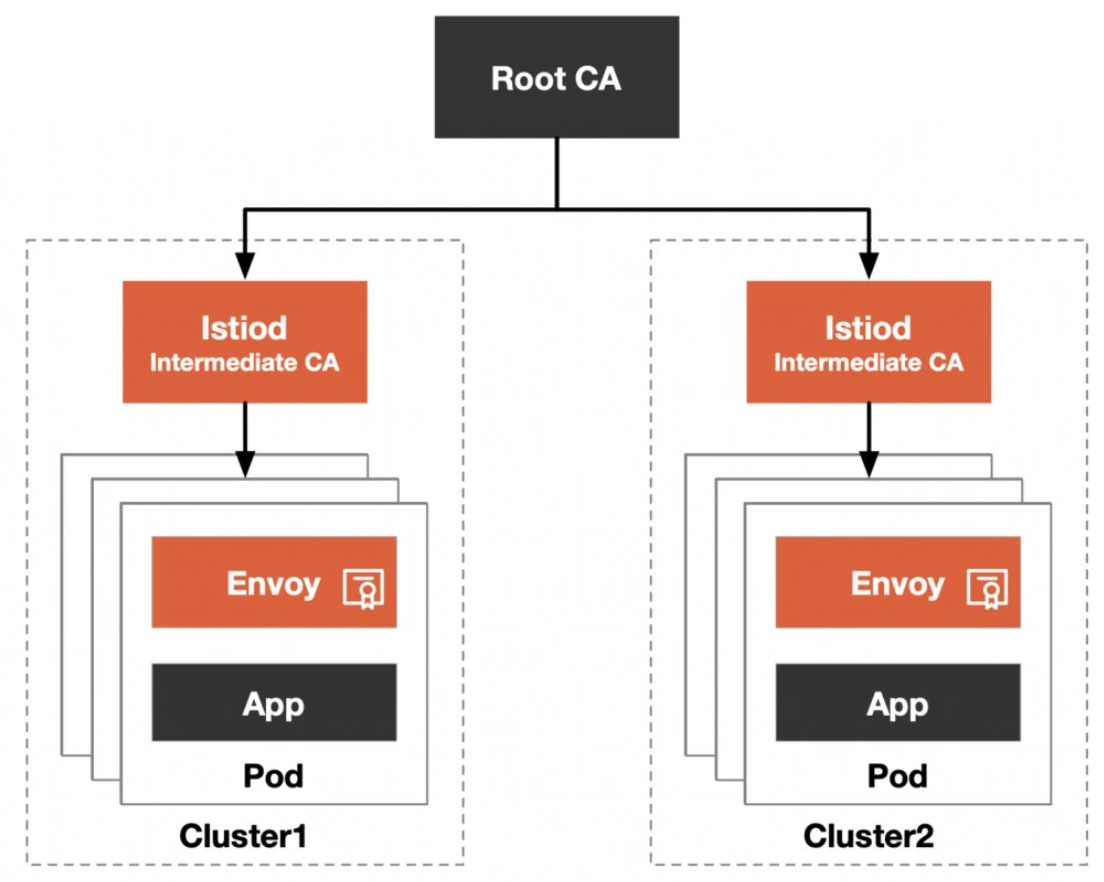 Root CA
Istiod
Intermediate CA
Envoy
App
Pod
Cluster1
Istiod
Intermediate CA
Envoy
App
Pod
Cluster2